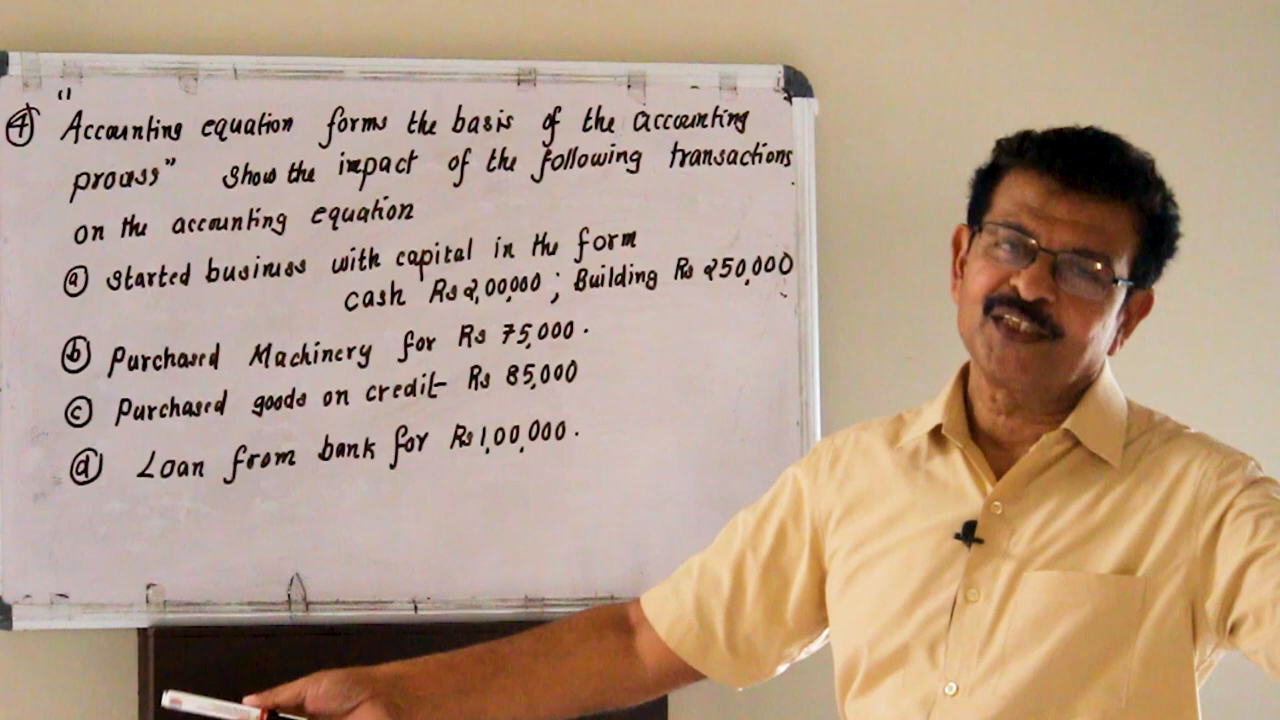 ④ "Accounting equation forms the basis of the accounting
process" Show the impact of the following transactions
on the accounting equation
ⓐ Started business with capital in the form
cash Rs 2,00,000 ; Building Rs 250,000
ⓑ Purchased Machinery for Rs 75,000.
ⓒ Purchased goods on credit- Rs 85,000
ⓓ Loan from bank for Rs 1,00,000.